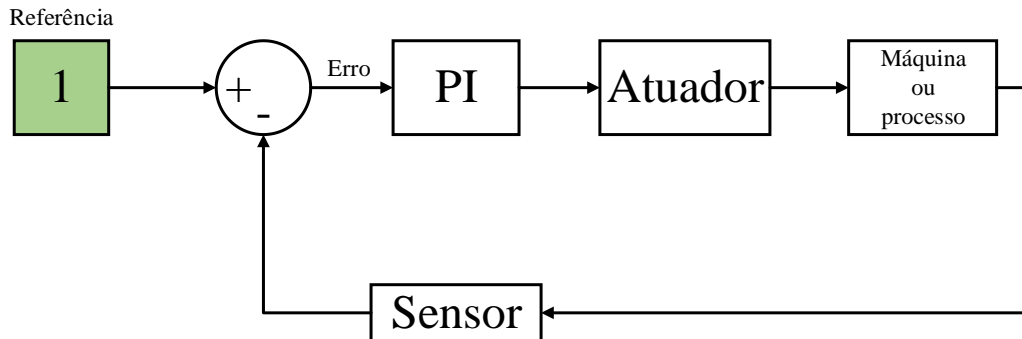 Referência
1
+
-
Erro
PI
Atuador
Máquina
ou
processo
Sensor